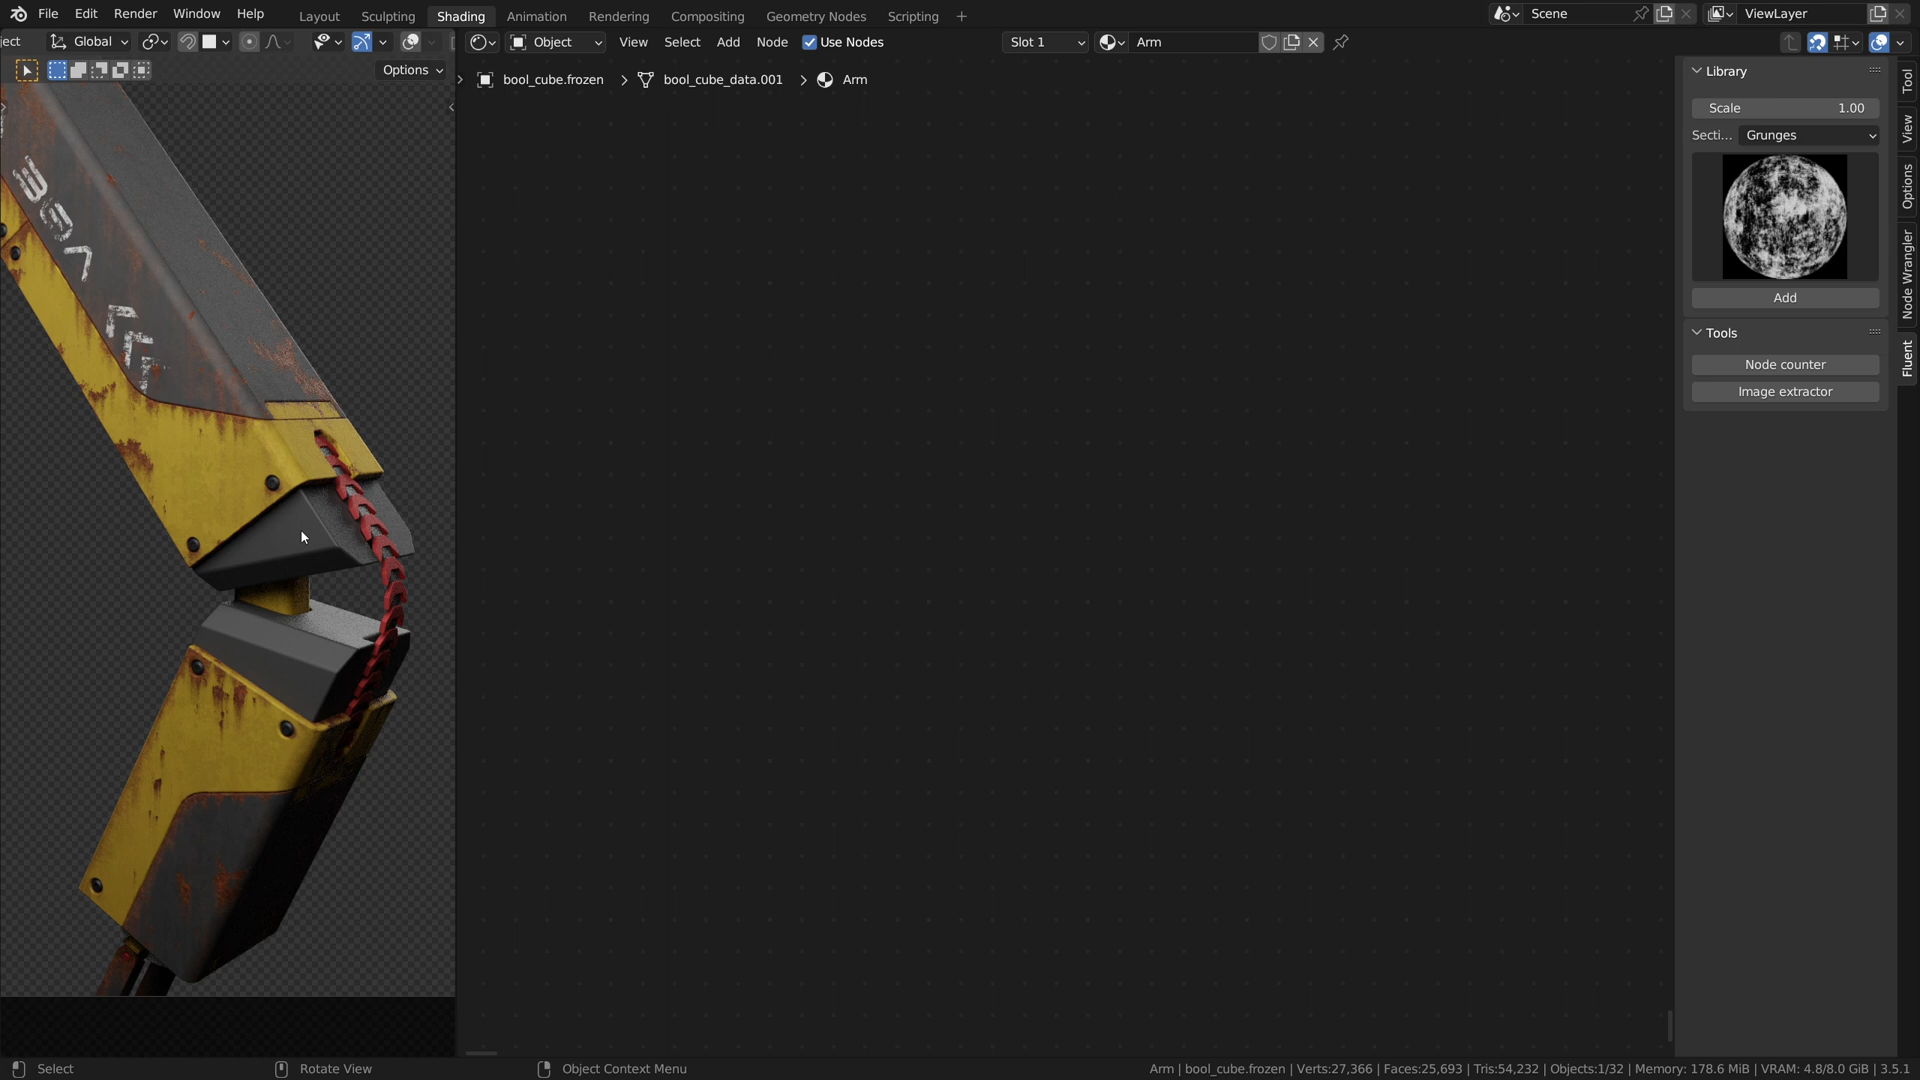 File Edit Render Window Help Layout Sculpting Shading Animation Rendering Compositing Geometry Nodes Scripting + Scene ViewLayer
ject Global Object View Select Add Node Use Nodes Slot 1 Arm
Options
bool_cube.frozen > bool_cube_data.001 > Arm
Library
Scale 1.00
Secti... Grunges
Add
Tools
Node counter
Image extractor
Tool
View
Options
Node Wrangler
Fluent
Select Rotate View Object Context Menu Arm | bool_cube.frozen | Verts:27,366 | Faces:25,693 | Tris:54,232 | Objects:1/32 | Memory: 178.6 MiB | VRAM: 4.8/8.0 GiB | 3.5.1